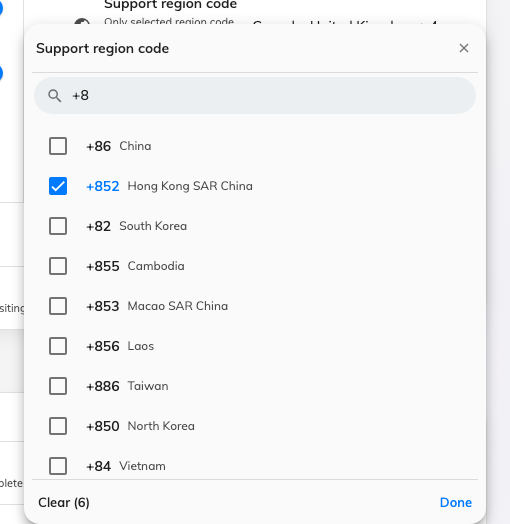 Support region code
Only selected region code
Support region code
+8
+86 China
+852 Hong Kong SAR China
+82 South Korea
+855 Cambodia
+853 Macao SAR China
siting
+856 Laos
+886 Taiwan
+850 North Korea
+84 Vietnam
plete
Clear (6)
Done